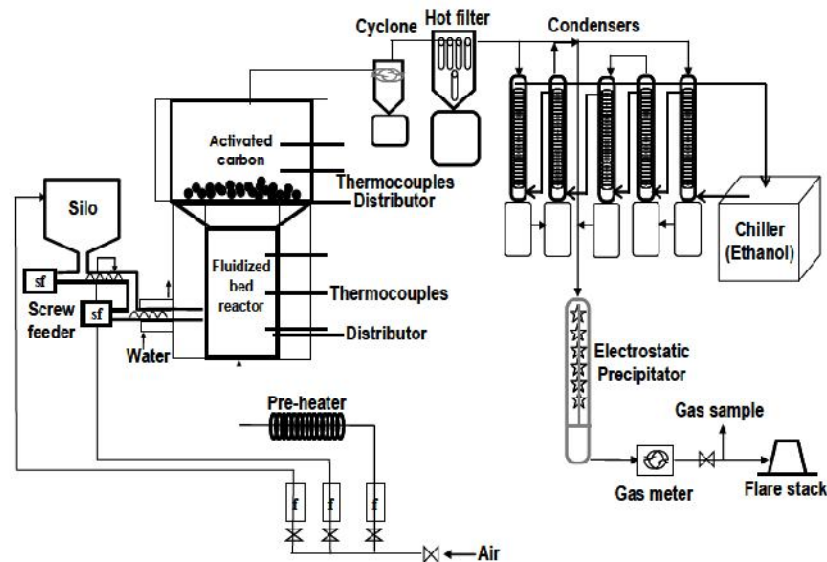 Cyclone
Hot filter
Condensers
Activated
carbon
Thermocouples
Distributor
Silo
sf
Screw
feeder
sf
Water
Fluidized
bed
reactor
Thermocouples
Distributor
Chiller
(Ethanol)
Pre-heater
Electrostatic
Precipitator
Gas sample
Gas meter
Flare stack
Air